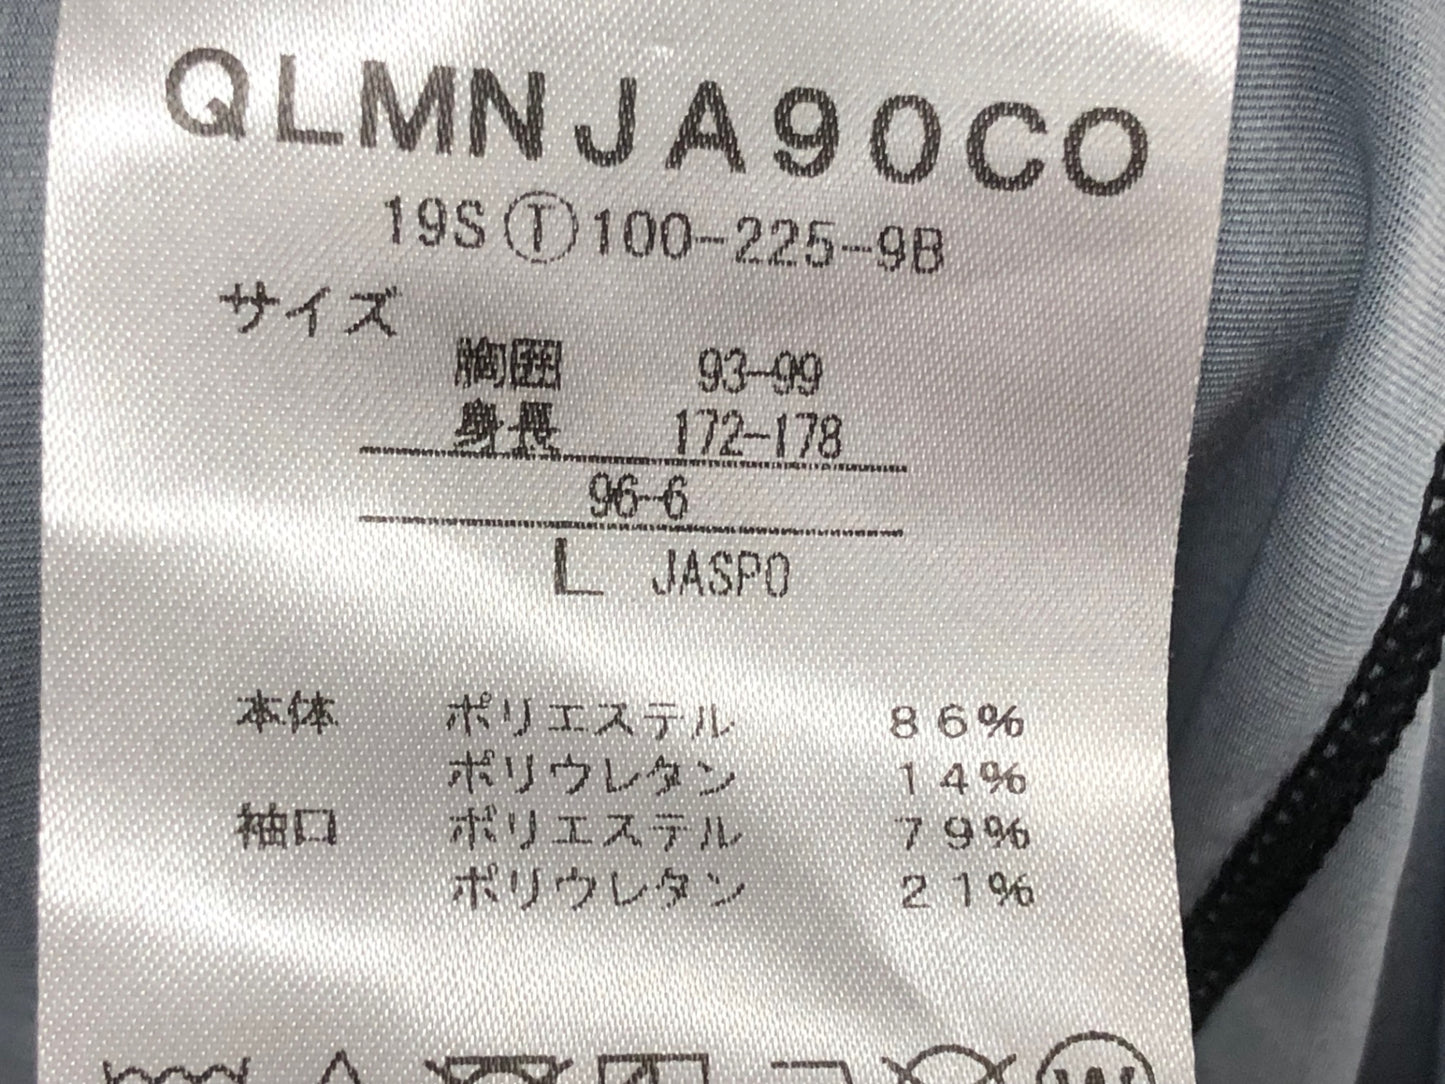 QLMNJA90CO
19S Ⓣ 100-225-9B
サイズ
胸囲 93-99
身長 172-178
96-6
L JASPO
本体 ポリエステル 86%
ポリウレタン 14%
袖口 ポリエステル 79%
ポリウレタン 21%
W